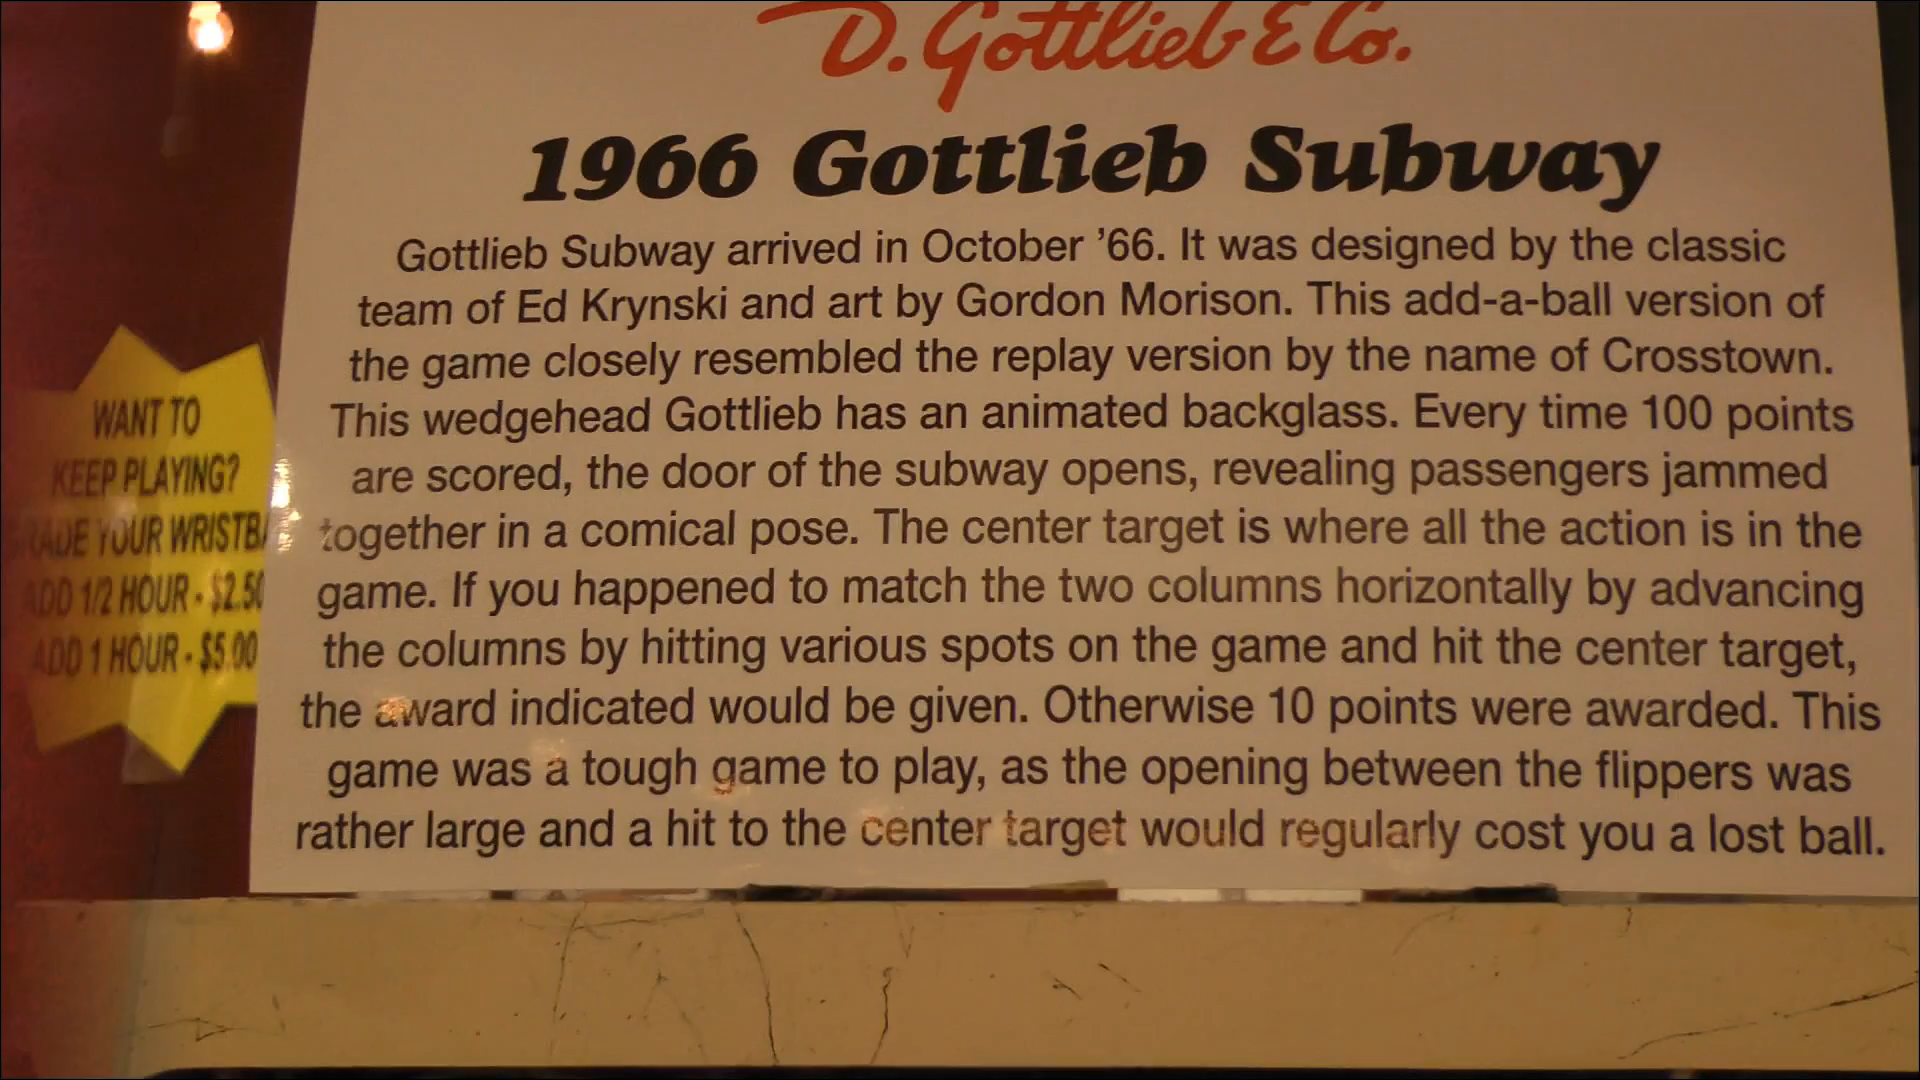 D. Gottlieb & Co.
1966 Gottlieb Subway
Gottlieb Subway arrived in October ’66. It was designed by the classic
team of Ed Krynski and art by Gordon Morison. This add-a-ball version of
the game closely resembled the replay version by the name of Crosstown.
This wedgehead Gottlieb has an animated backglass. Every time 100 points
are scored, the door of the subway opens, revealing passengers jammed
together in a comical pose. The center target is where all the action is in the
game. If you happened to match the two columns horizontally by advancing
the columns by hitting various spots on the game and hit the center target,
the award indicated would be given. Otherwise 10 points were awarded. This
game was a tough game to play, as the opening between the flippers was
rather large and a hit to the center target would regularly cost you a lost ball.
WANT TO
KEEP PLAYING?
YOUR
ADD 1/2 HOUR - $2.50
ADD 1 HOUR - $5.00